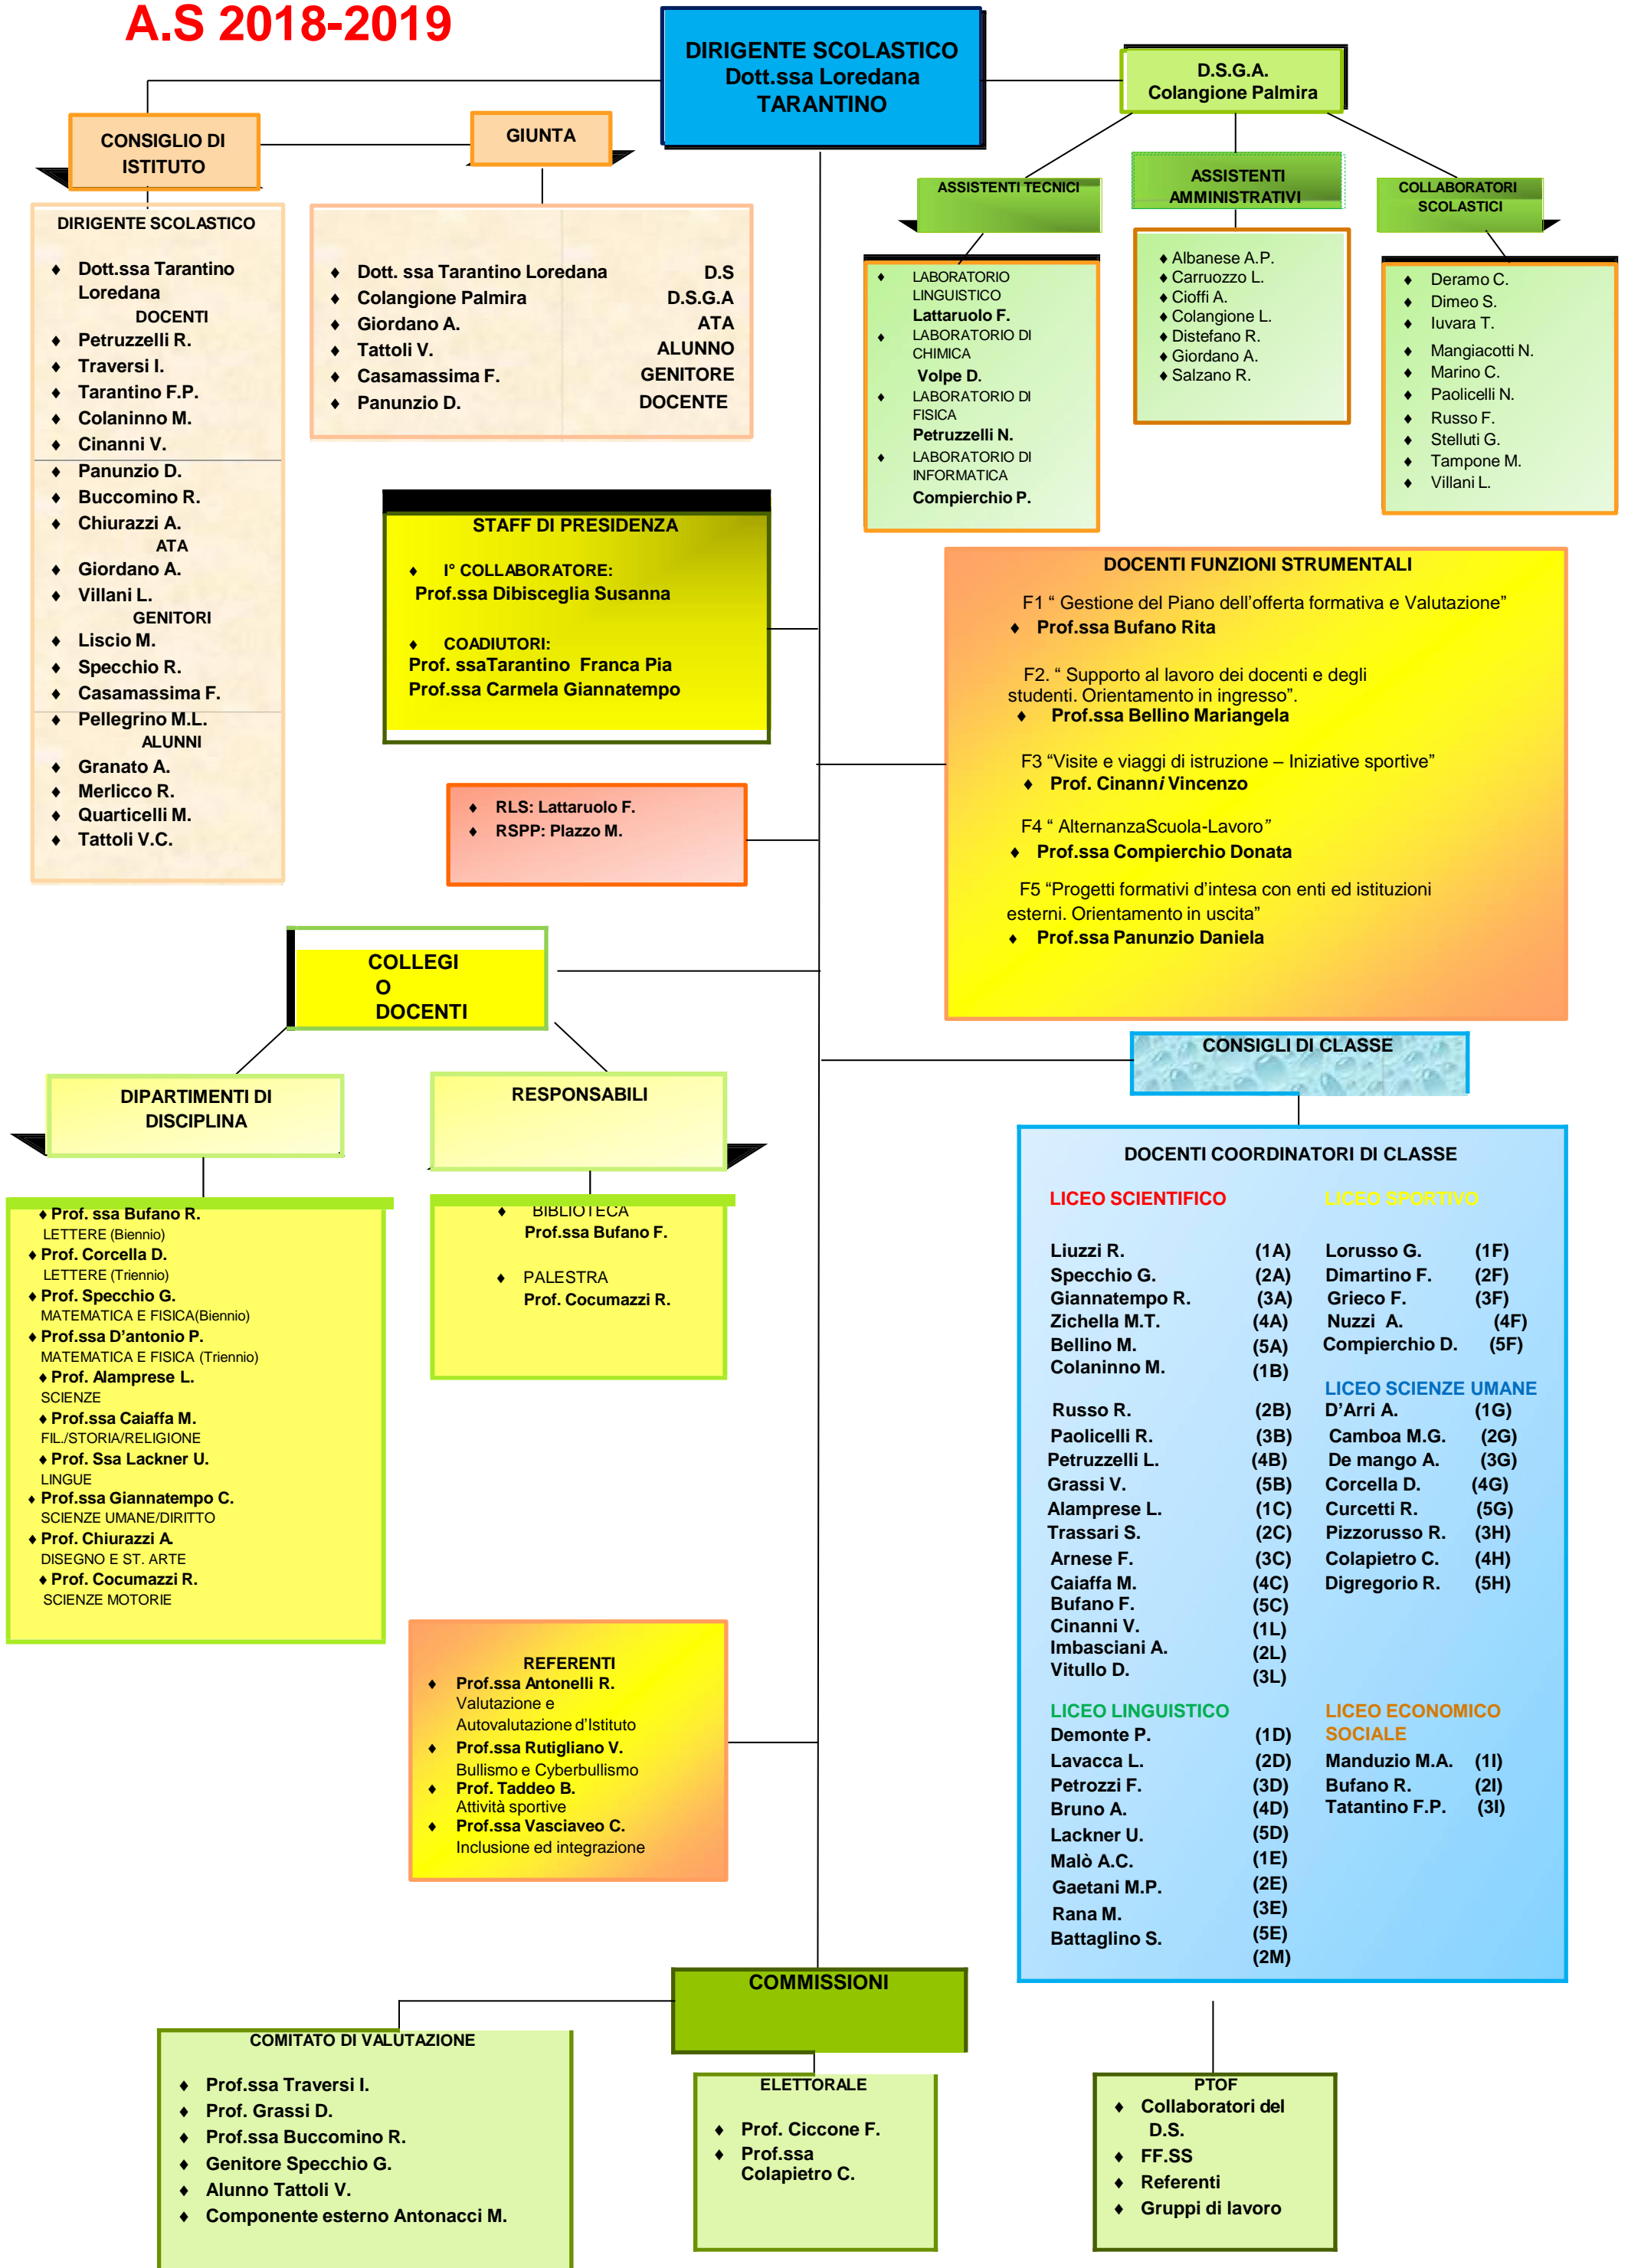 A.S 2018-2019
DIRIGENTE SCOLASTICO
Dott.ssa Loredana
TARANTINO
D.S.G.A.
Colangione Palmira
CONSIGLIO DI
ISTITUTO
GIUNTA
ASSISTENTI TECNICI
ASSISTENTI
AMMINISTRATIVI
COLLABORATORI
SCOLASTICI
DIRIGENTE SCOLASTICO
♦ Dott.ssa Tarantino
Loredana
DOCENTI
♦ Petruzzelli R.
♦ Traversi I.
♦ Tarantino F.P.
♦ Colaninno M.
♦ Cinanni V.
♦ Panunzio D.
♦ Buccomino R.
♦ Chiurazzi A.
ATA
♦ Giordano A.
♦ Villani L.
GENITORI
♦ Liscio M.
♦ Specchio R.
♦ Casamassima F.
♦ Pellegrino M.L.
ALUNNI
♦ Granato A.
♦ Merlicco R.
♦ Quarticelli M.
♦ Tattoli V.C.
♦ Dott. ssa Tarantino Loredana D.S
♦ Colangione Palmira D.S.G.A
♦ Giordano A. ATA
♦ Tattoli V. ALUNNO
♦ Casamassima F. GENITORE
♦ Panunzio D. DOCENTE
♦ LABORATORIO
LINGUISTICO
Lattaruolo F.
♦ LABORATORIO DI
CHIMICA
Volpe D.
♦ LABORATORIO DI
FISICA
Petruzzelli N.
♦ LABORATORIO DI
INFORMATICA
Compierchio P.
♦ Albanese A.P.
♦ Carruozzo L.
♦ Cioffi A.
♦ Colangione L.
♦ Distefano R.
♦ Giordano A.
♦ Salzano R.
♦ Deramo C.
♦ Dimeo S.
♦ Iuvara T.
♦ Mangiacotti N.
♦ Marino C.
♦ Paolicelli N.
♦ Russo F.
♦ Stelluti G.
♦ Tampone M.
♦ Villani L.
STAFF DI PRESIDENZA
♦ I° COLLABORATORE:
Prof.ssa Dibisceglia Susanna
♦ COADIUTORI:
Prof. ssaTarantino Franca Pia
Prof.ssa Carmela Giannatempo
DOCENTI FUNZIONI STRUMENTALI
F1 “ Gestione del Piano dell’offerta formativa e Valutazione”
♦ Prof.ssa Bufano Rita
F2. “ Supporto al lavoro dei docenti e degli
studenti. Orientamento in ingresso”.
♦ Prof.ssa Bellino Mariangela
F3 “Visite e viaggi di istruzione – Iniziative sportive”
♦ Prof. Cinanni Vincenzo
F4 “ AlternanzaScuola-Lavoro”
♦ Prof.ssa Compierchio Donata
F5 “Progetti formativi d’intesa con enti ed istituzioni
esterni. Orientamento in uscita”
♦ Prof.ssa Panunzio Daniela
♦ RLS: Lattaruolo F.
♦ RSPP: Plazzo M.
COLLEGI
O
DOCENTI
DIPARTIMENTI DI
DISCIPLINA
RESPONSABILI
♦ Prof. ssa Bufano R.
LETTERE (Biennio)
♦ Prof. Corcella D.
LETTERE (Triennio)
♦ Prof. Specchio G.
MATEMATICA E FISICA(Biennio)
♦ Prof.ssa D’antonio P.
MATEMATICA E FISICA (Triennio)
♦ Prof. Alamprese L.
SCIENZE
♦ Prof.ssa Caiaffa M.
FIL./STORIA/RELIGIONE
♦ Prof. Ssa Lackner U.
LINGUE
♦ Prof.ssa Giannatempo C.
SCIENZE UMANE/DIRITTO
♦ Prof. Chiurazzi A.
DISEGNO E ST. ARTE
♦ Prof. Cocumazzi R.
SCIENZE MOTORIE
♦ BIBLIOTECA
Prof.ssa Bufano F.
♦ PALESTRA
Prof. Cocumazzi R.
CONSIGLI DI CLASSE
DOCENTI COORDINATORI DI CLASSE
LICEO SCIENTIFICO
Liuzzi R. (1A)
Specchio G. (2A)
Giannatempo R. (3A)
Zichella M.T. (4A)
Bellino M. (5A)
Colaninno M. (1B)
Russo R. (2B)
Paolicelli R. (3B)
Petruzzelli L. (4B)
Grassi V. (5B)
Alamprese L. (1C)
Trassari S. (2C)
Arnese F. (3C)
Caiaffa M. (4C)
Bufano F. (5C)
Cinanni V. (1L)
Imbasciani A. (2L)
Vitullo D. (3L)
LICEO LINGUISTICO
Demonte P. (1D)
Lavacca L. (2D)
Petrozzi F. (3D)
Bruno A. (4D)
Lackner U. (5D)
Malò A.C. (1E)
Gaetani M.P. (2E)
Rana M. (3E)
Battaglino S. (5E)
(2M)
LICEO SPORTIVO
Lorusso G. (1F)
Dimartino F. (2F)
Grieco F. (3F)
Nuzzi A. (4F)
Compierchio D. (5F)
LICEO SCIENZE UMANE
D’Arri A. (1G)
Camboa M.G. (2G)
De mango A. (3G)
Corcella D. (4G)
Curcetti R. (5G)
Pizzorusso R. (3H)
Colapietro C. (4H)
Digregorio R. (5H)
LICEO ECONOMICO
SOCIALE
Manduzio M.A. (1I)
Bufano R. (2I)
Tatantino F.P. (3I)
REFERENTI
♦ Prof.ssa Antonelli R.
Valutazione e
Autovalutazione d’Istituto
♦ Prof.ssa Rutigliano V.
Bullismo e Cyberbullismo
♦ Prof. Taddeo B.
Attività sportive
♦ Prof.ssa Vasciaveo C.
Inclusione ed integrazione
COMMISSIONI
COMITATO DI VALUTAZIONE
♦ Prof.ssa Traversi I.
♦ Prof. Grassi D.
♦ Prof.ssa Buccomino R.
♦ Genitore Specchio G.
♦ Alunno Tattoli V.
♦ Componente esterno Antonacci M.
ELETTORALE
♦ Prof. Ciccone F.
♦ Prof.ssa
Colapietro C.
PTOF
♦ Collaboratori del
D.S.
♦ FF.SS
♦ Referenti
♦ Gruppi di lavoro